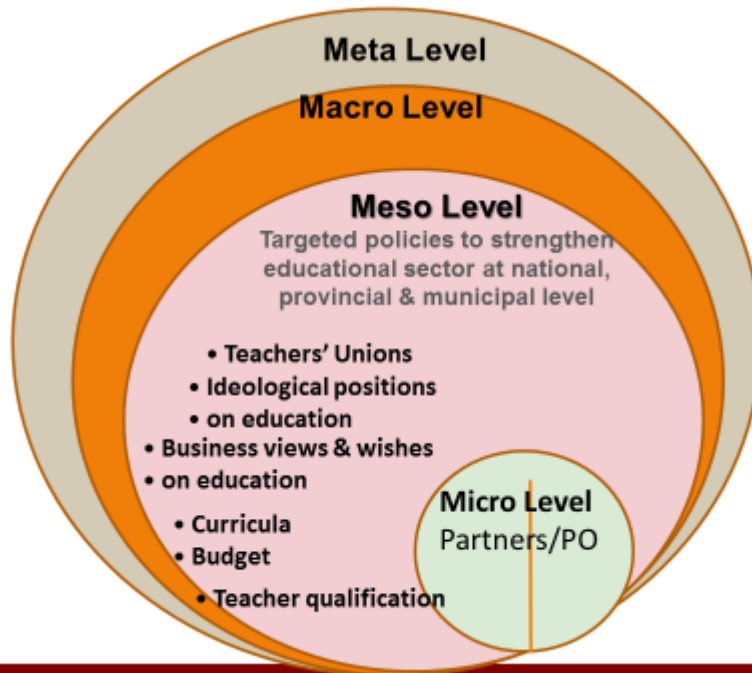 Meta Level
Macro Level
Meso Level
Targeted policies to strengthen
educational sector at national,
provincial & municipal level
• Teachers’ Unions
• Ideological positions
• on education
• Business views & wishes
• on education
• Curricula
• Budget
• Teacher qualification
Micro Level
Partners/PO